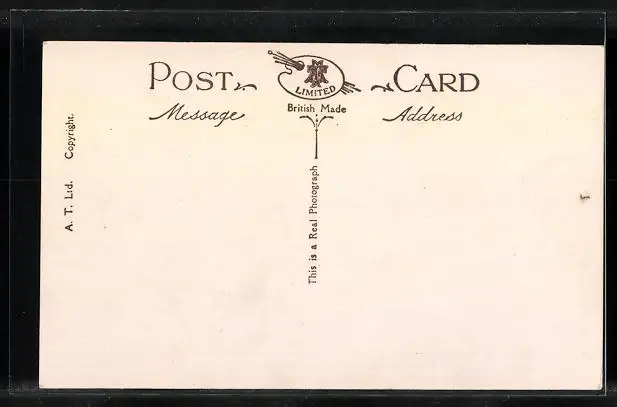 POST CARD
LIMITED
British Made
Message
Address
This is a Real Photograph
A. T. Ltd. Copyright.